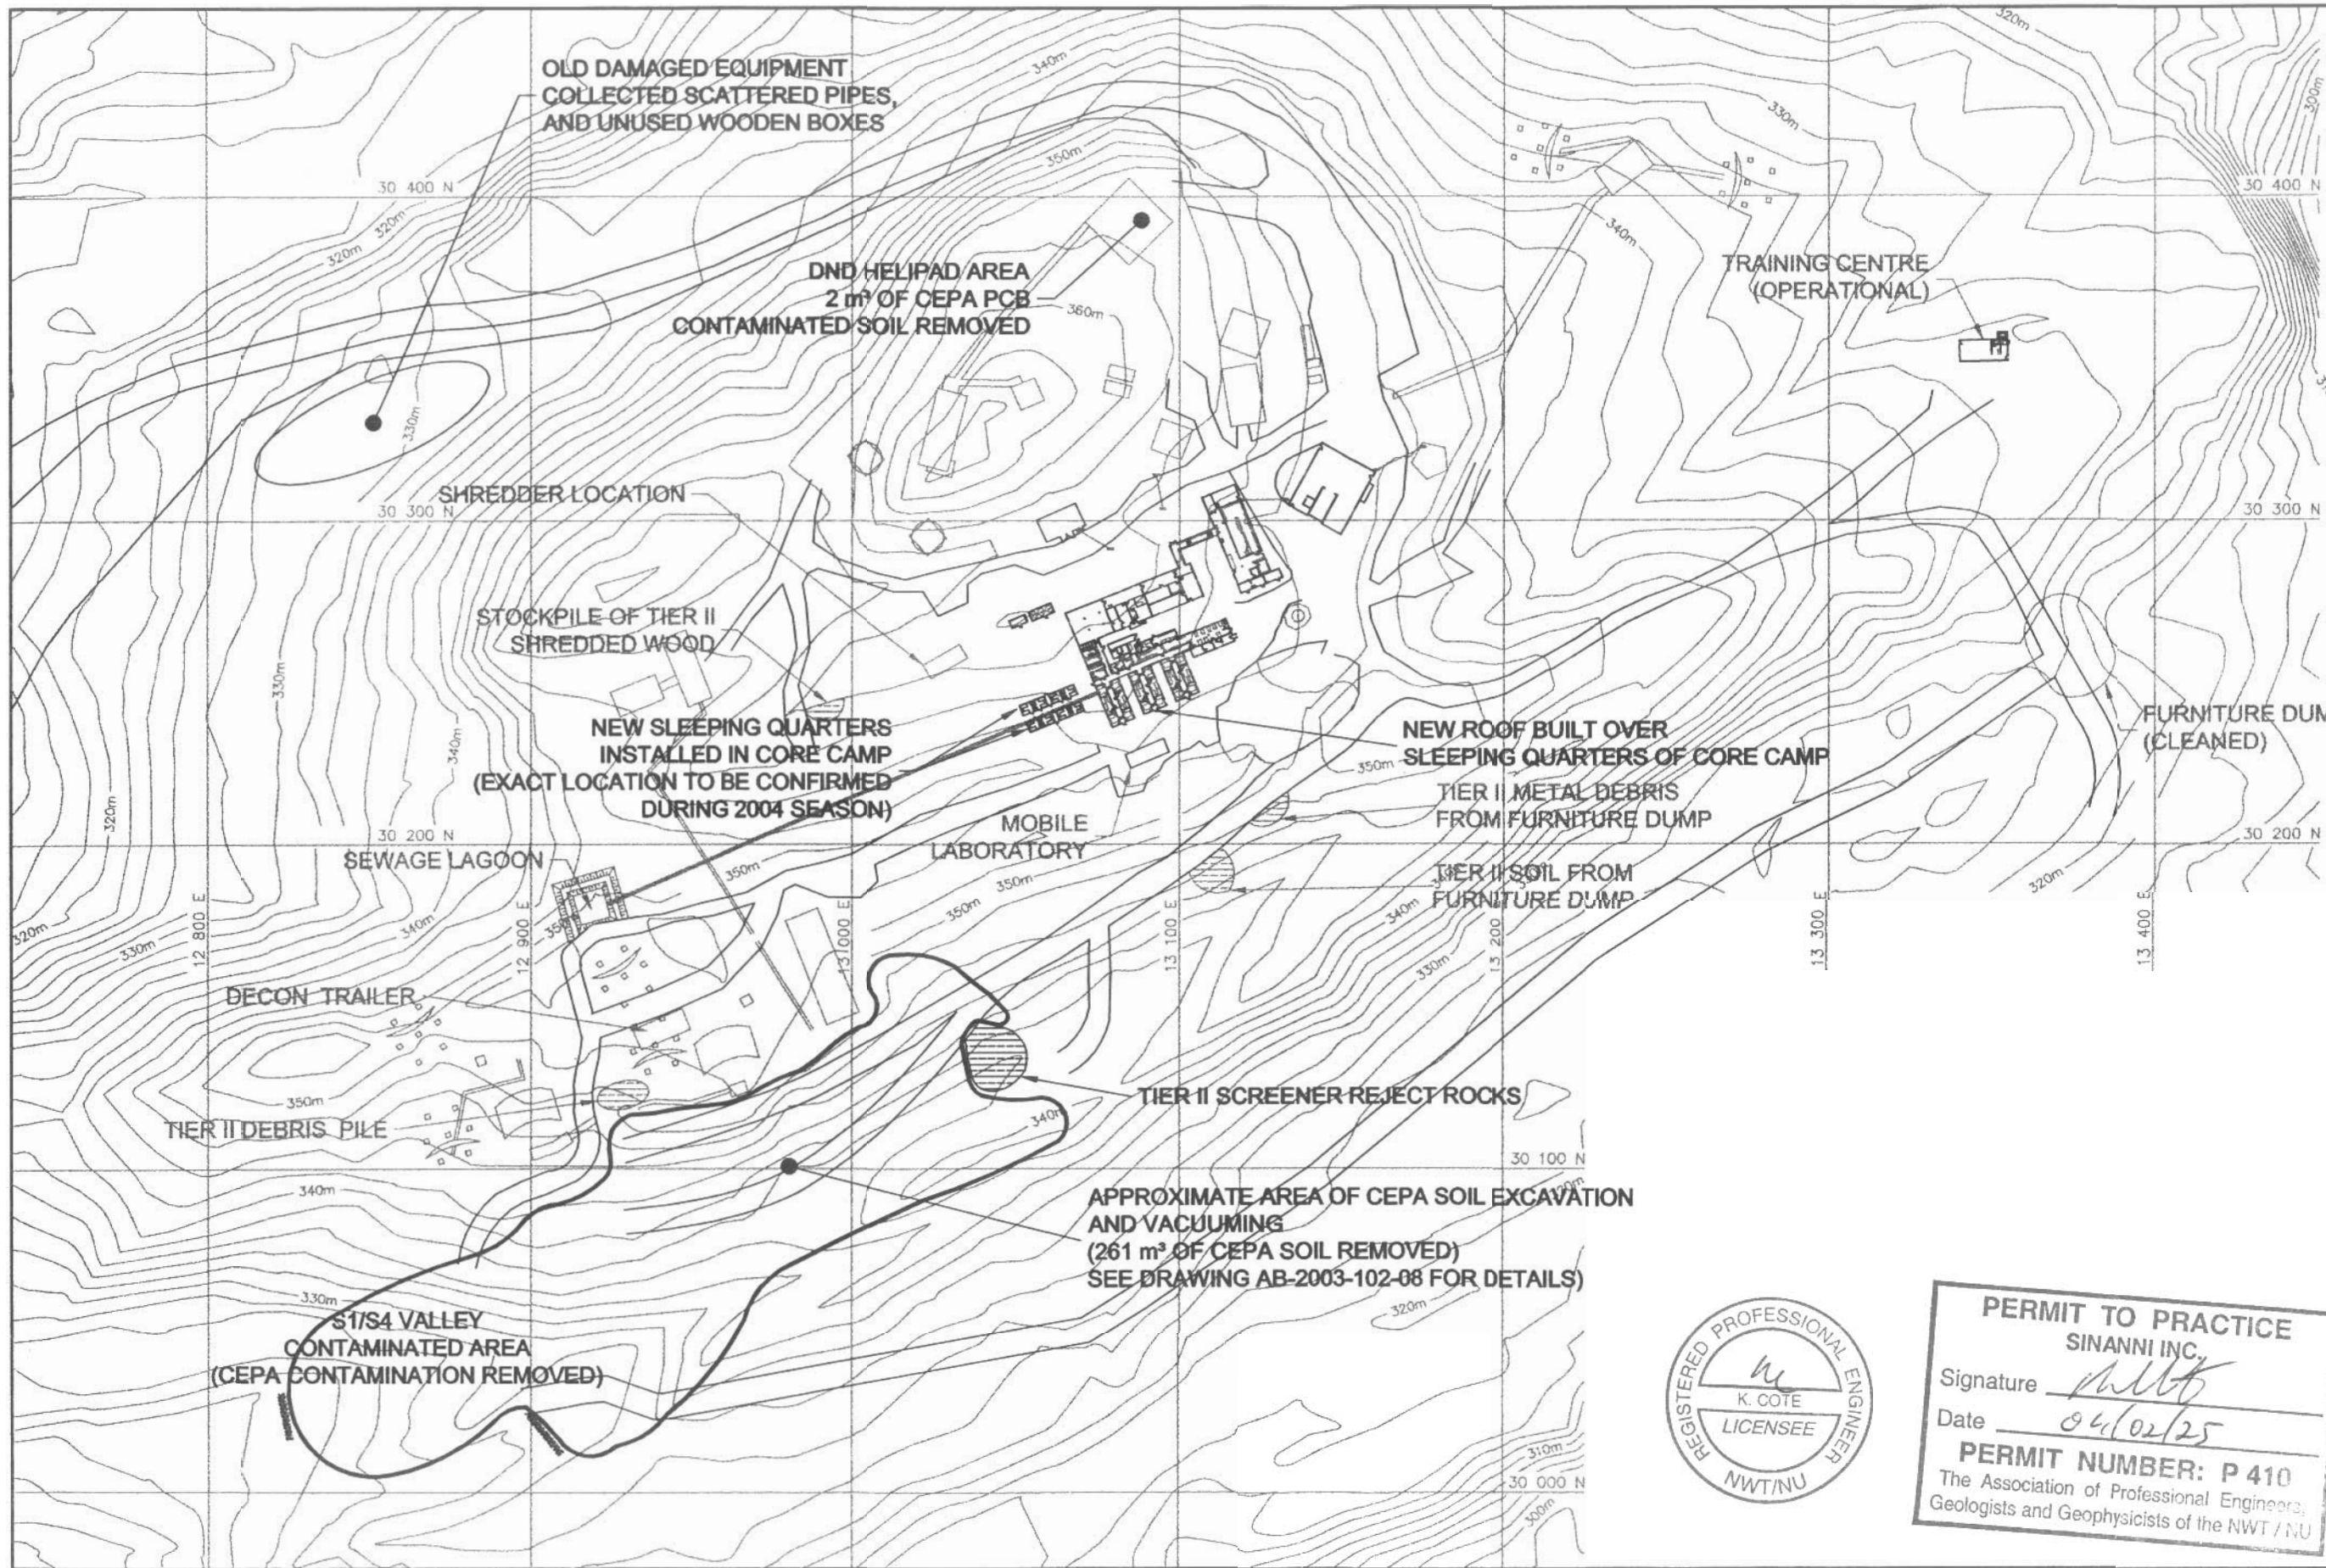 OLD DAMAGED EQUIPMENT
COLLECTED SCATTERED PIPES,
AND UNUSED WOODEN BOXES
320m
340m
330m
300m
350m
30 400 N
30 400 N
320m
320m
340m
DND HELIPAD AREA
2 m³ OF CEPA PCB
CONTAMINATED SOIL REMOVED
360m
TRAINING CENTRE
(OPERATIONAL)
330m
SHREDDER LOCATION
30 300 N
30 300 N
STOCKPILE OF TIER II
SHREDDED WOOD
330m
340m
320m
NEW SLEEPING QUARTERS
INSTALLED IN CORE CAMP
(EXACT LOCATION TO BE CONFIRMED
DURING 2004 SEASON)
NEW ROOF BUILT OVER
SLEEPING QUARTERS OF CORE CAMP
350m
FURNITURE DUM
(CLEANED)
TIER II METAL DEBRIS
FROM FURNITURE DUMP
MOBILE
LABORATORY
30 200 N
30 200 N
SEWAGE LAGOON
350m
350m
350m
TIER II SOIL FROM
FURNITURE DUMP
320m
340m
340m
330m
320m
330m
12 800 E
12 900 E
13 000 E
13 100 E
13 200
13 300 E
13 400 E
DECON TRAILER
350m
TIER II DEBRIS PILE
TIER II SCREENER REJECT ROCKS
30 100 N
340m
APPROXIMATE AREA OF CEPA SOIL EXCAVATION
AND VACUUMING
(261 m³ OF CEPA SOIL REMOVED)
SEE DRAWING AB-2003-102-08 FOR DETAILS)
330m
320m
S1/S4 VALLEY
CONTAMINATED AREA
(CEPA CONTAMINATION REMOVED)
310m
30 000 N
300m
REGISTERED PROFESSIONAL ENGINEER
K. COTE
LICENSEE
NWT/NU
PERMIT TO PRACTICE
SINANNI INC.
Signature
Date 04/02/25
PERMIT NUMBER: P 410
The Association of Professional Engineers,
Geologists and Geophysicists of the NWT / NU